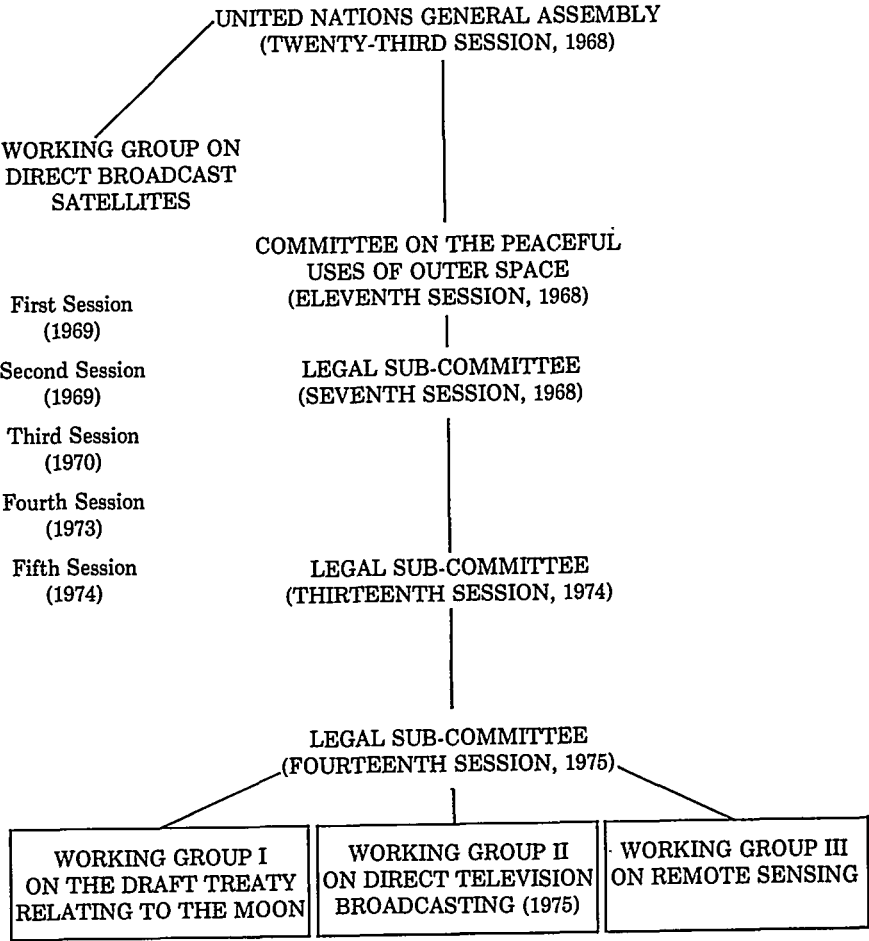 UNITED NATIONS GENERAL ASSEMBLY
(TWENTY-THIRD SESSION, 1968)
WORKING GROUP ON
DIRECT BROADCAST
SATELLITES
COMMITTEE ON THE PEACEFUL
USES OF OUTER SPACE
(ELEVENTH SESSION, 1968)
First Session
(1969)
Second Session
(1969)
Third Session
(1970)
Fourth Session
(1973)
Fifth Session
(1974)
LEGAL SUB-COMMITTEE
(SEVENTH SESSION, 1968)
LEGAL SUB-COMMITTEE
(THIRTEENTH SESSION, 1974)
LEGAL SUB-COMMITTEE
(FOURTEENTH SESSION, 1975)
WORKING GROUP I
ON THE DRAFT TREATY
RELATING TO THE MOON
WORKING GROUP II
ON DIRECT TELEVISION
BROADCASTING (1975)
WORKING GROUP III
ON REMOTE SENSING